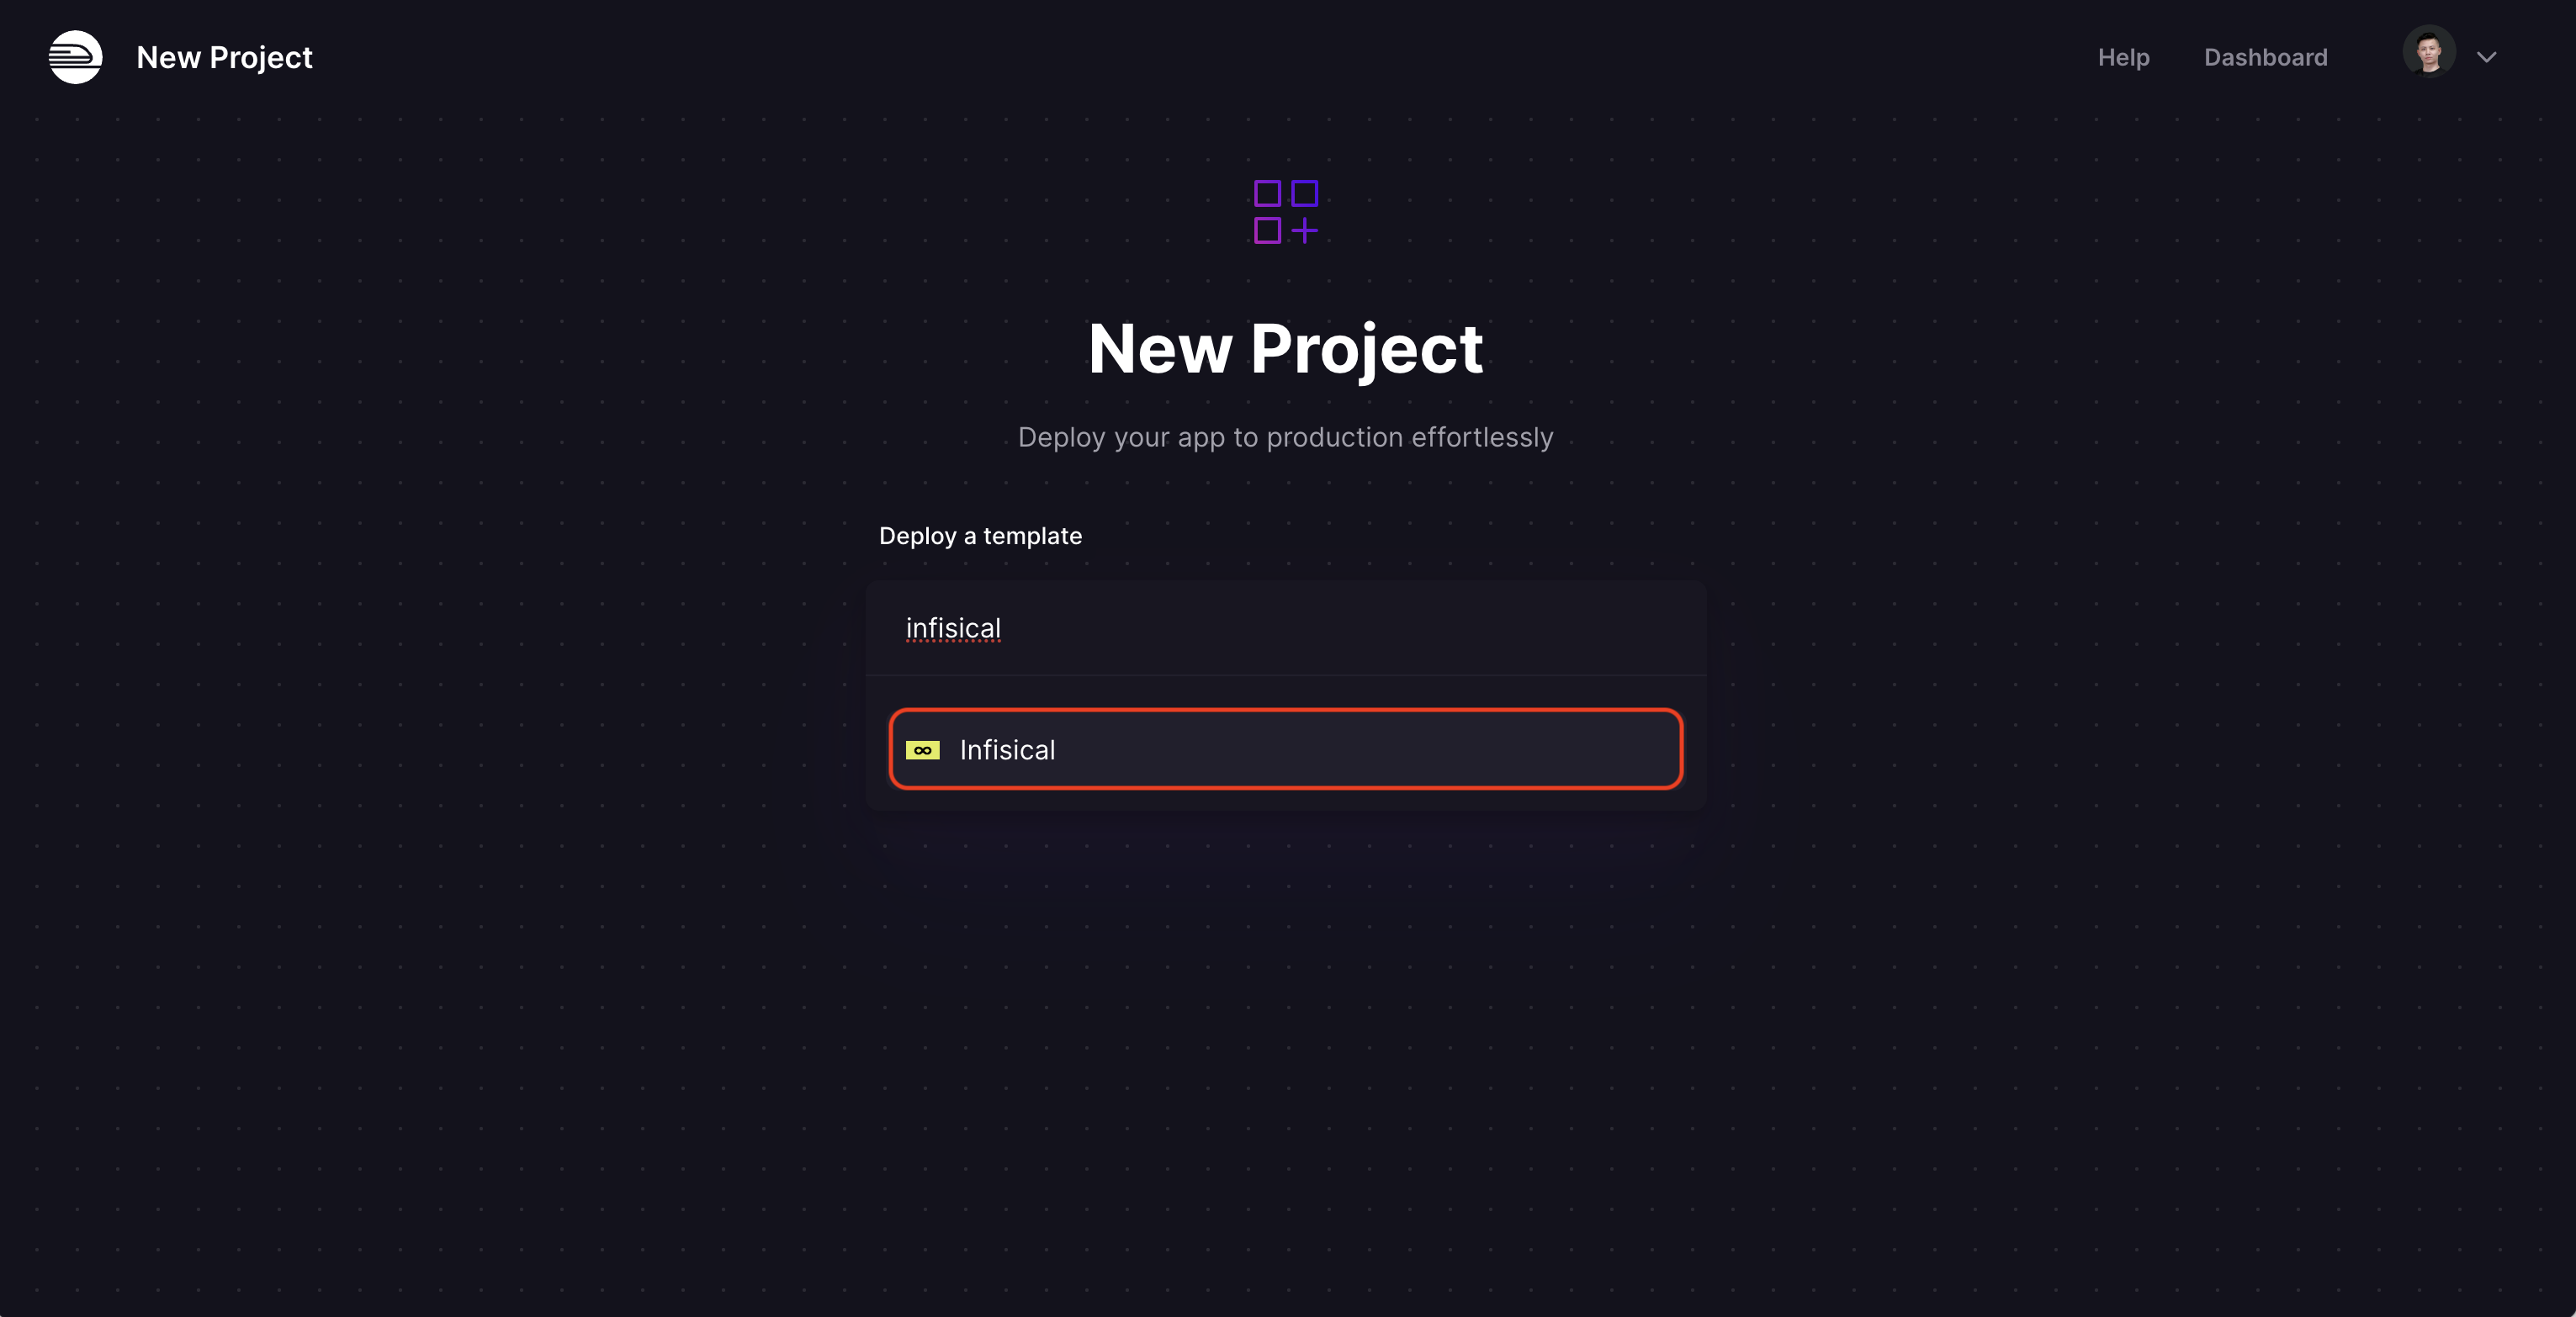 New Project
Help
Dashboard
New Project
Deploy your app to production effortlessly
Deploy a template
infisical
Infisical